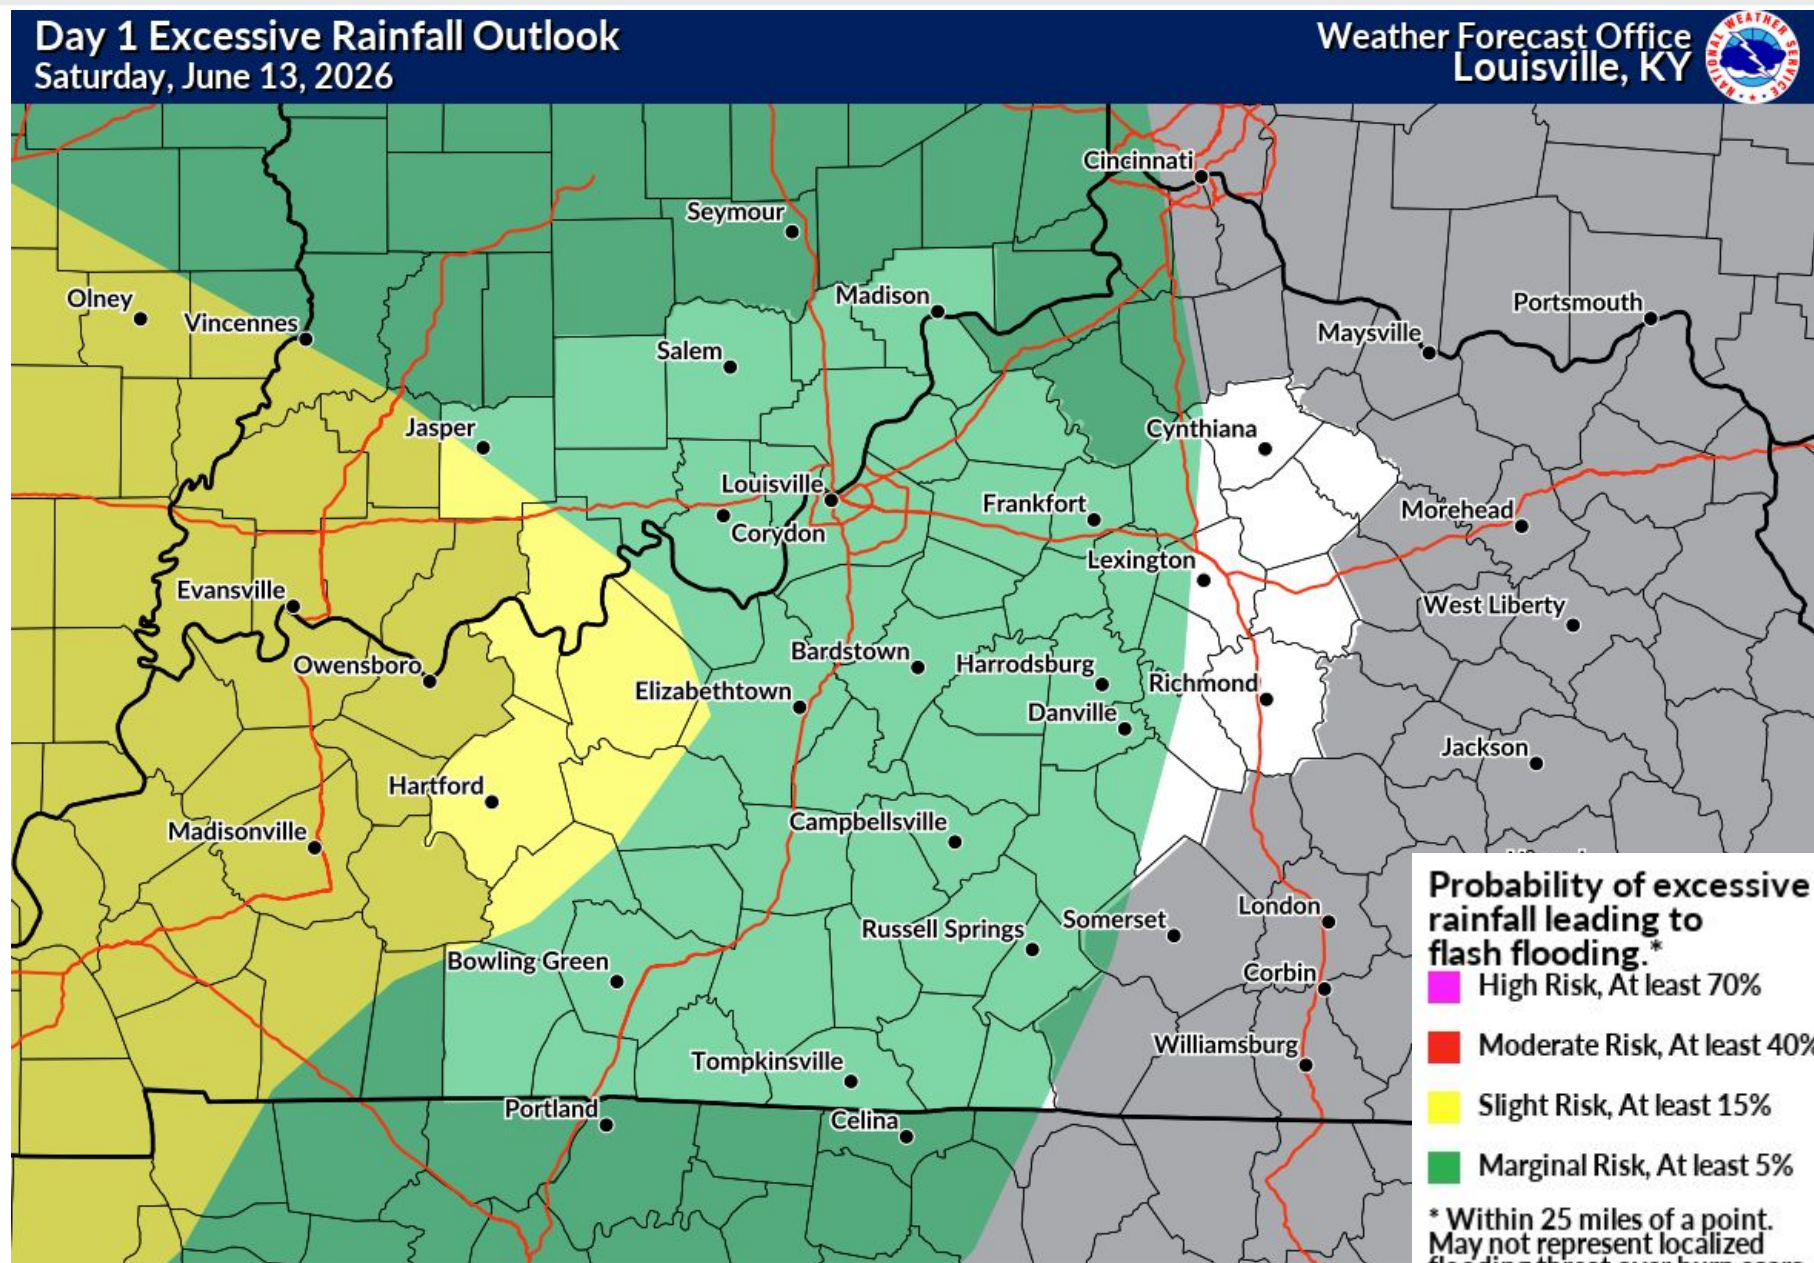 Day 1 Excessive Rainfall Outlook
Saturday, June 13, 2026
Weather Forecast Office
Louisville, KY
NATIONAL WEATHER SERVICE
Cincinnati
Seymour
Olney
Vincennes
Madison
Portsmouth
Maysville
Salem
Jasper
Cynthiana
Louisville
Corydon
Frankfort
Morehead
Lexington
Evansville
West Liberty
Owensboro
Bardstown
Harrodsburg
Elizabethtown
Richmond
Danville
Jackson
Hartford
Madisonville
Campbellsville
London
Somerset
Russell Springs
Bowling Green
Corbin
Williamsburg
Tompkinsville
Portland
Celina
Probability of excessive
rainfall leading to
flash flooding.*
High Risk, At least 70%
Moderate Risk, At least 40%
Slight Risk, At least 15%
Marginal Risk, At least 5%
* Within 25 miles of a point.
May not represent localized